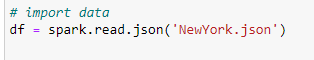 # import data
df = spark.read.json('NewYork.json')